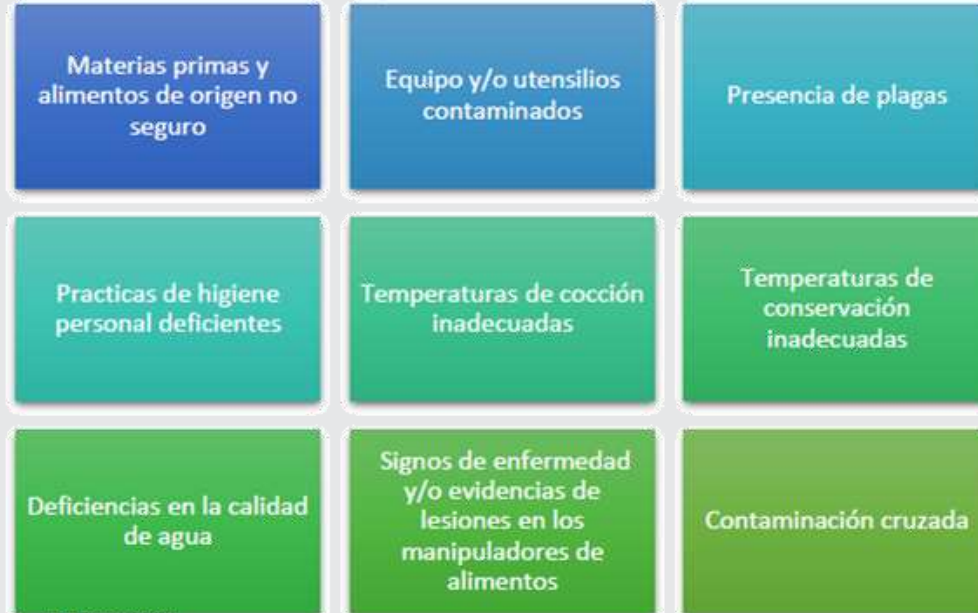 Materias primas y
alimentos de origen no
seguro
Equipo y/o utensilios
contaminados
Presencia de plagas
Practicas de higiene
personal deficientes
Temperaturas de cocción
inadecuadas
Temperaturas de
conservación
inadecuadas
Deficiencias en la calidad
de agua
Signos de enfermedad
y/o evidencias de
lesiones en los
manipuladores de
alimentos
Contaminación cruzada